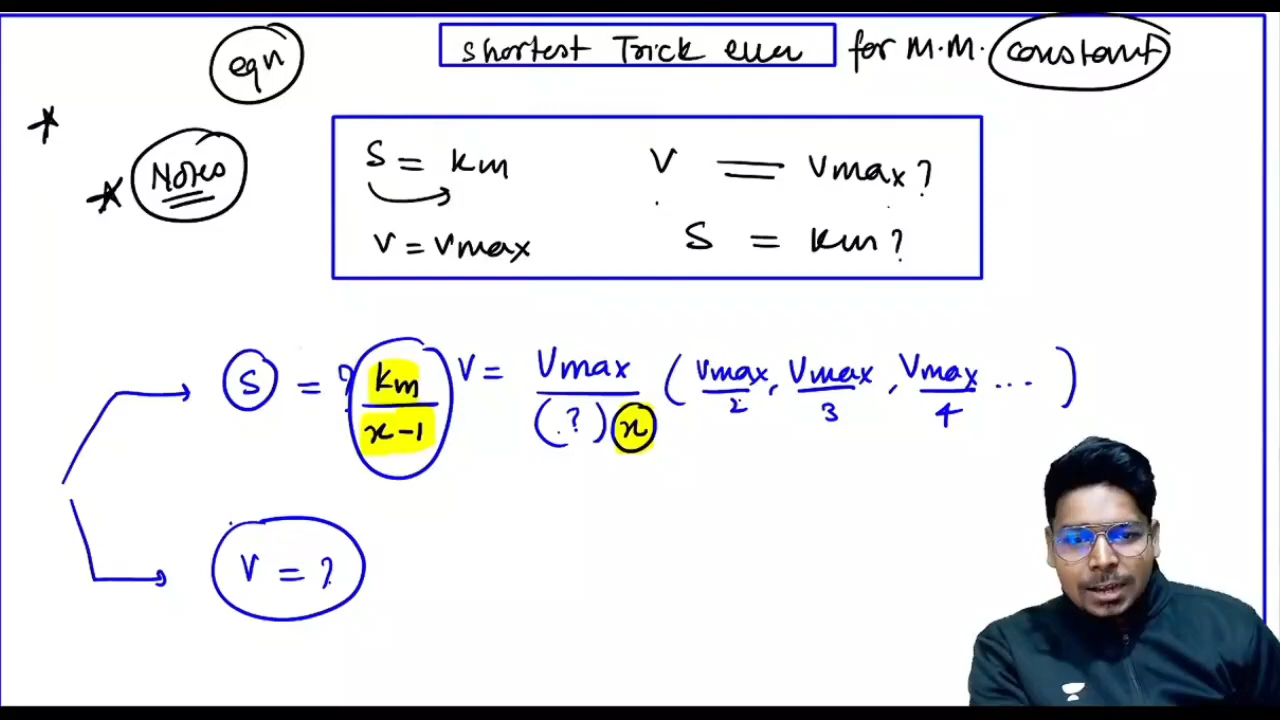 eqn
shortest Trick ever for M.M. constant
Notes
S = km V = Vmax?
V = Vmax S = km?
S = ? km/x-1 V = Vmax/(?) x (Vmax/2, Vmax/3, Vmax/4 ...)
V = ?